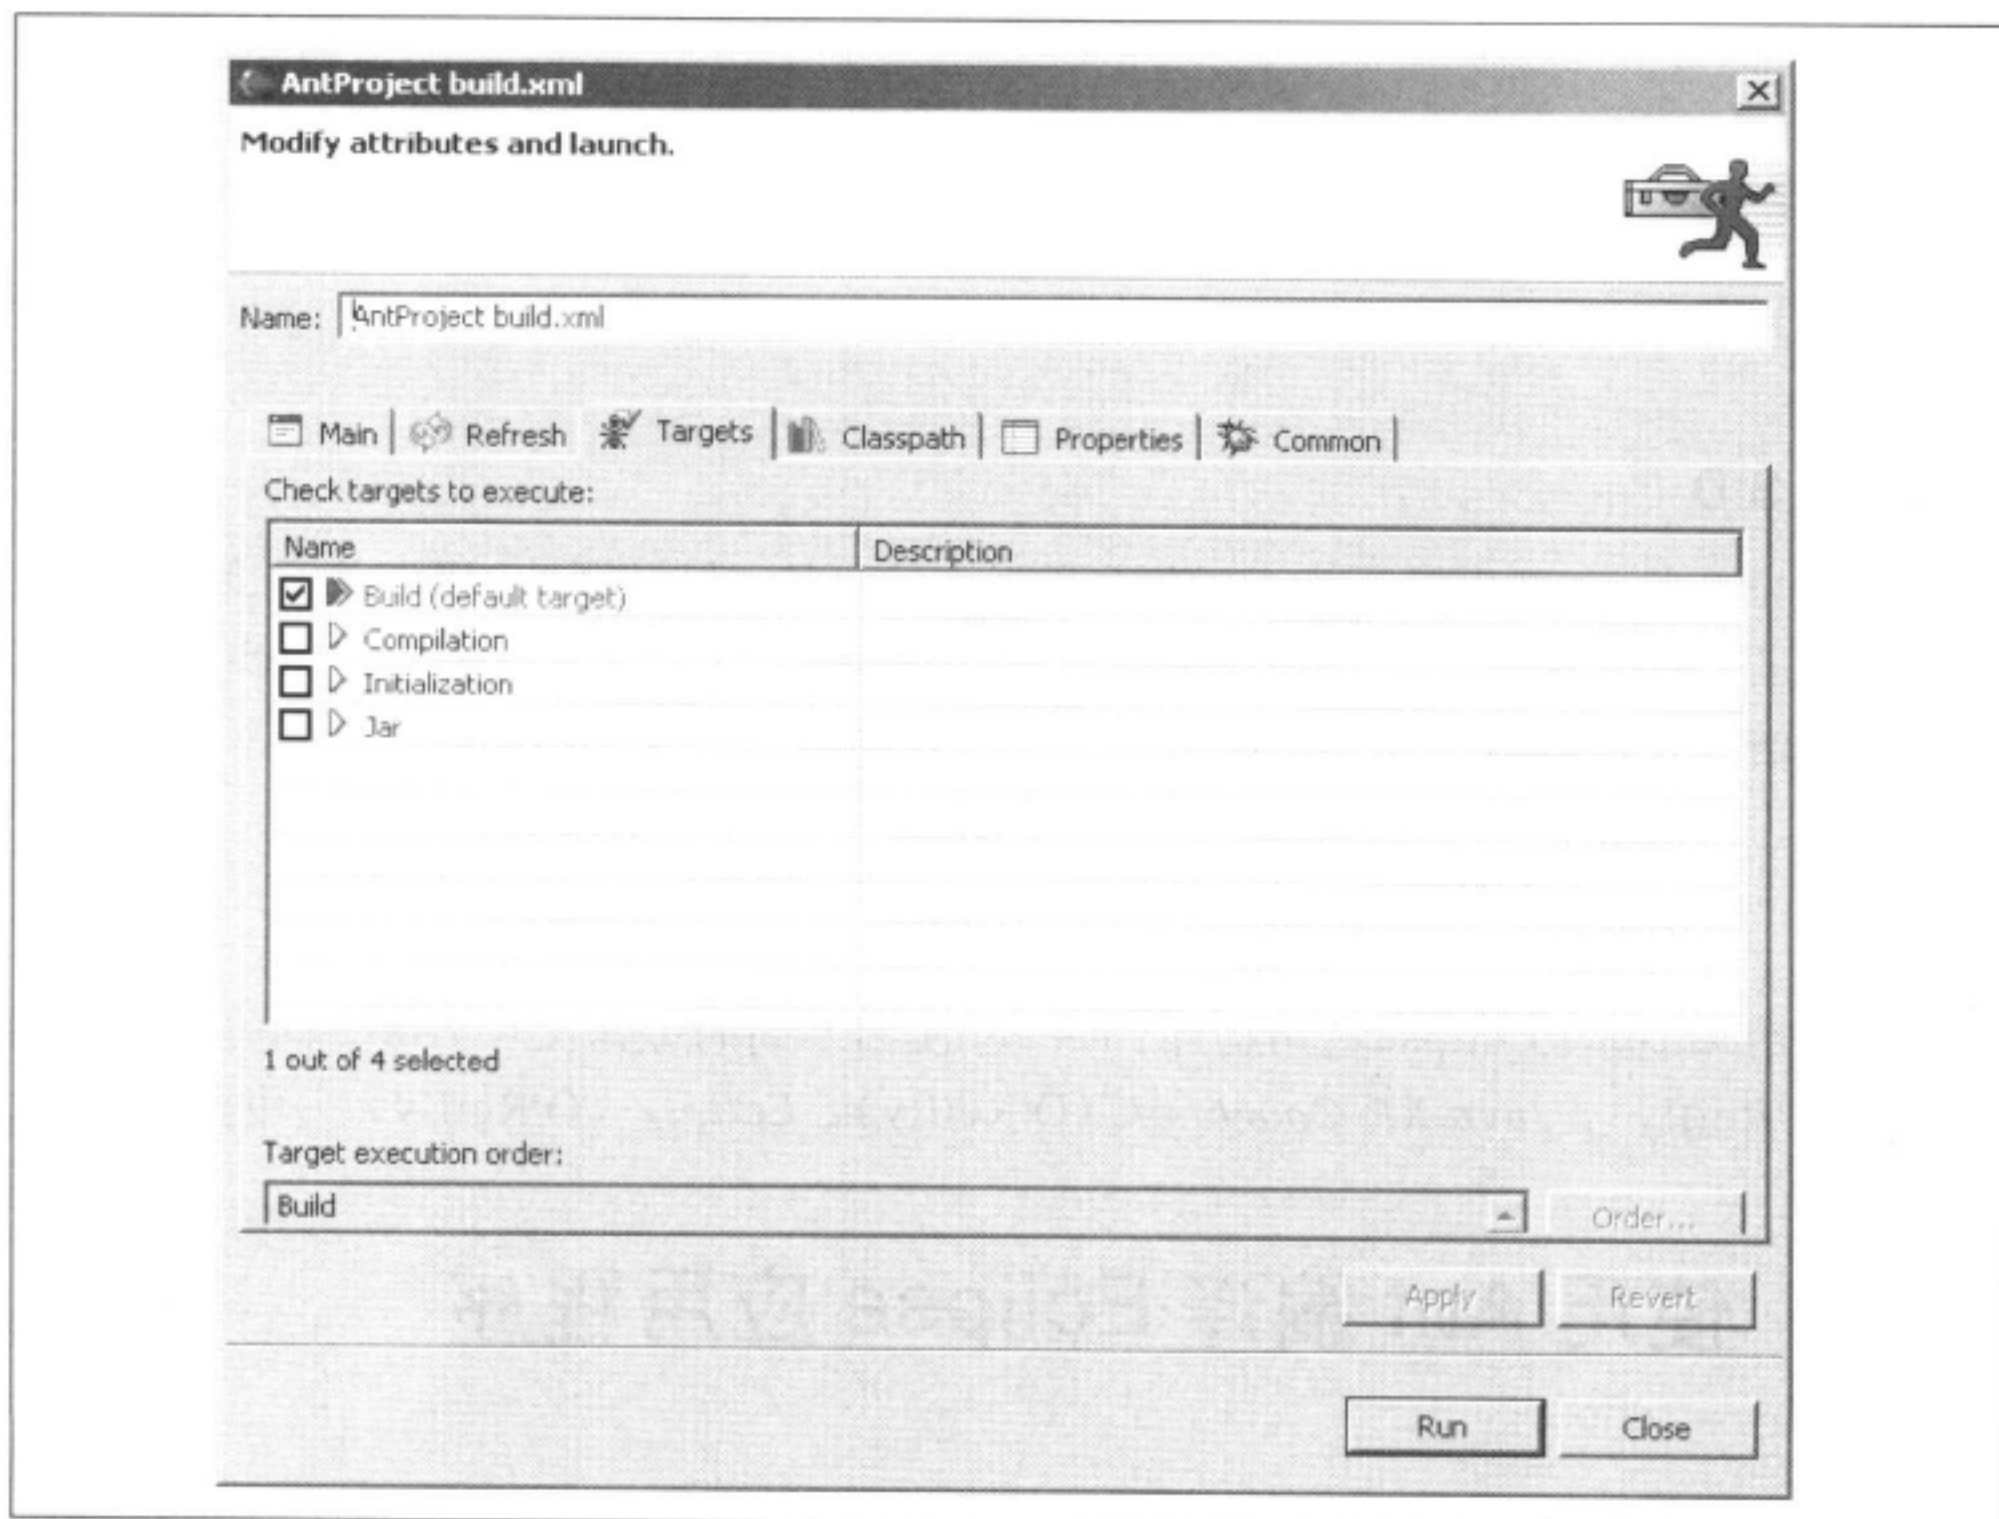 AntProject build.xml
Modify attributes and launch.
Name: AntProject build.xml
Main Refresh Targets Classpath Properties Common
Check targets to execute:
Name Description
Build (default target)
Compilation
Initialization
Jar
1 out of 4 selected
Target execution order:
Build Order...
Apply Revert
Run Close